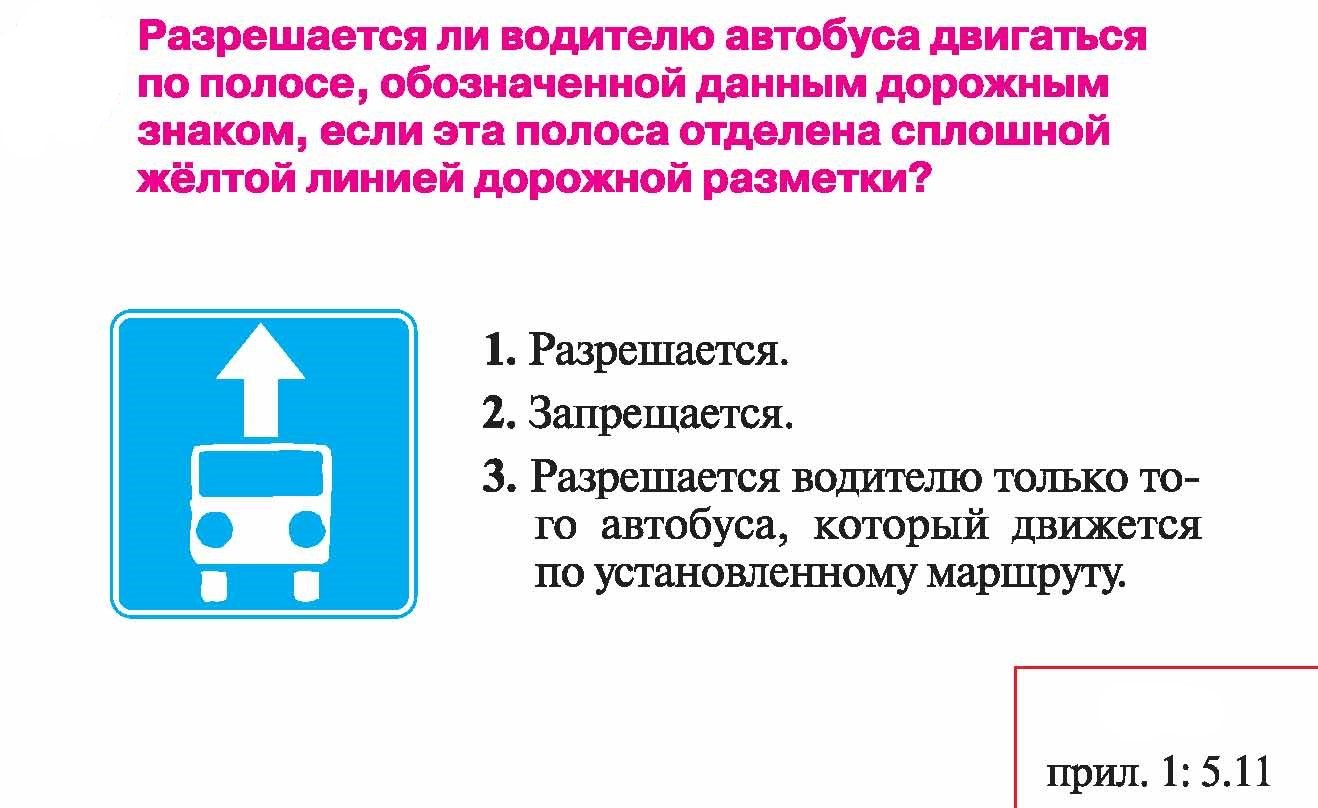 Разрешается ли водителю автобуса двигаться
по полосе, обозначенной данным дорожным
знаком, если эта полоса отделена сплошной
жёлтой линией дорожной разметки?
1. Разрешается.
2. Запрещается.
3. Разрешается водителю только то-
го автобуса, который движется
по установленному маршруту.
прил. 1: 5.11